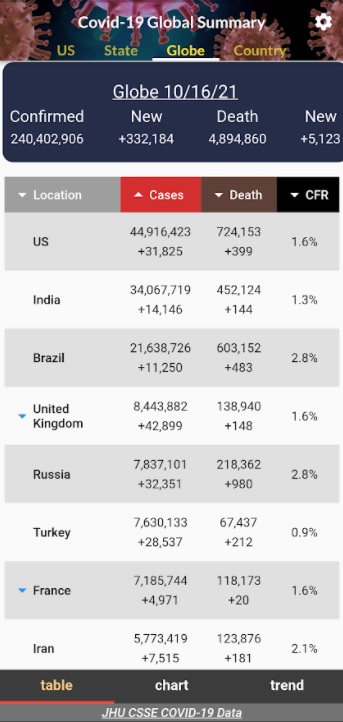 Covid-19 Global Summary
US State Globe Country
Globe 10/16/21
Confirmed New Death New
240,402,906 +332,184 4,894,860 +5,123
Location Cases Death CFR
US 44,916,423 724,153 1.6%
+31,825 +399
India 34,067,719 452,124 1.3%
+14,146 +144
Brazil 21,638,726 603,152 2.8%
+11,250 +483
United Kingdom 8,443,882 138,940 1.6%
+42,899 +148
Russia 7,837,101 218,362 2.8%
+32,351 +980
Turkey 7,630,133 67,437 0.9%
+28,537 +212
France 7,185,744 118,173 1.6%
+4,971 +20
Iran 5,773,419 123,876 2.1%
+7,515 +181
table chart trend
JHU CSSE COVID-19 Data